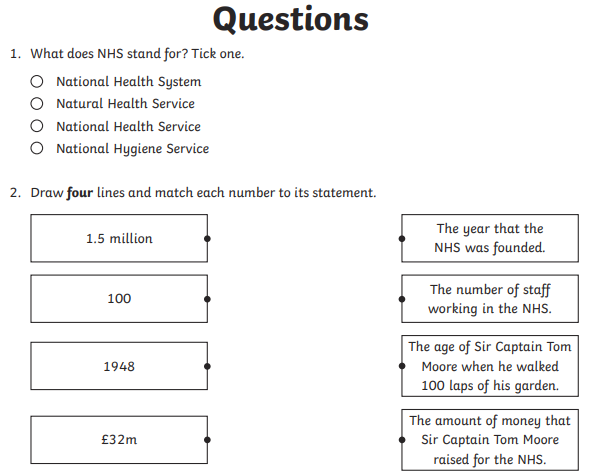 Questions
1. What does NHS stand for? Tick one.
National Health System
Natural Health Service
National Health Service
National Hygiene Service
2. Draw four lines and match each number to its statement.
1.5 million
The year that the
NHS was founded.
100
The number of staff
working in the NHS.
1948
The age of Sir Captain Tom
Moore when he walked
100 laps of his garden.
£32m
The amount of money that
Sir Captain Tom Moore
raised for the NHS.